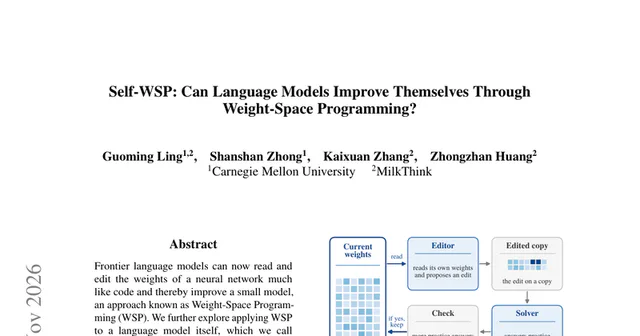 Self-WSP: Can Language Models Improve Themselves Through
Weight-Space Programming?
Guoming Ling1,2, Shanshan Zhong1, Kaixuan Zhang2, Zhongzhan Huang2
1Carnegie Mellon University 2MilkThink
Abstract
Frontier language models can now read and
edit the weights of a neural network much
like code and thereby improve a small model,
an approach known as Weight-Space Program-
ming (WSP). We further explore applying WSP
to a language model itself, which we call
Current
weights
read
Editor
reads its own weights
and proposes an edit
Edited copy
the edit on a copy
if yes,
keep
Check
Solver
Nov 2026